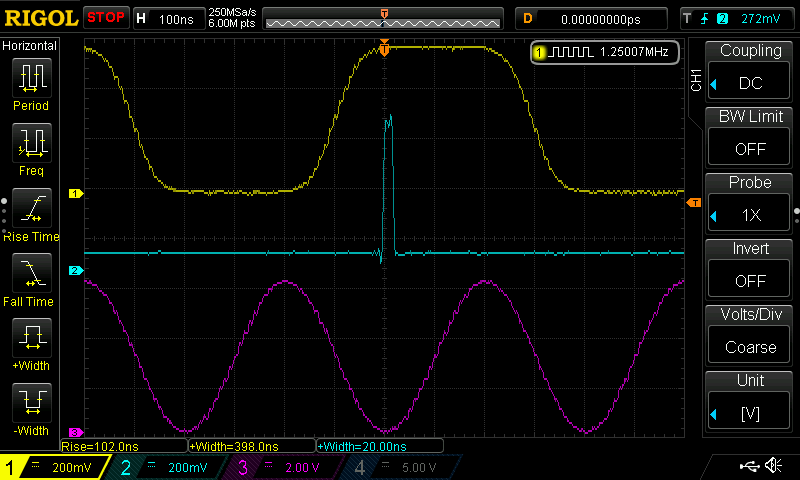 RIGOL STOP H 100ns 250MSa/s 6.00M pts T D 0.00000000ps T 2 272mV
Horizontal
Period
Freq
Rise Time
Fall Time
+Width
-Width
T
1 1.25007MHz
1
2
3
T
CH1
Coupling
DC
BW Limit
OFF
Probe
1X
Invert
OFF
Volts/Div
Coarse
Unit
[V]
Rise=102.0ns +Width=398.0ns +Width=20.00ns
1 200mV 2 200mV 3 2.00 V 4 5.00 V